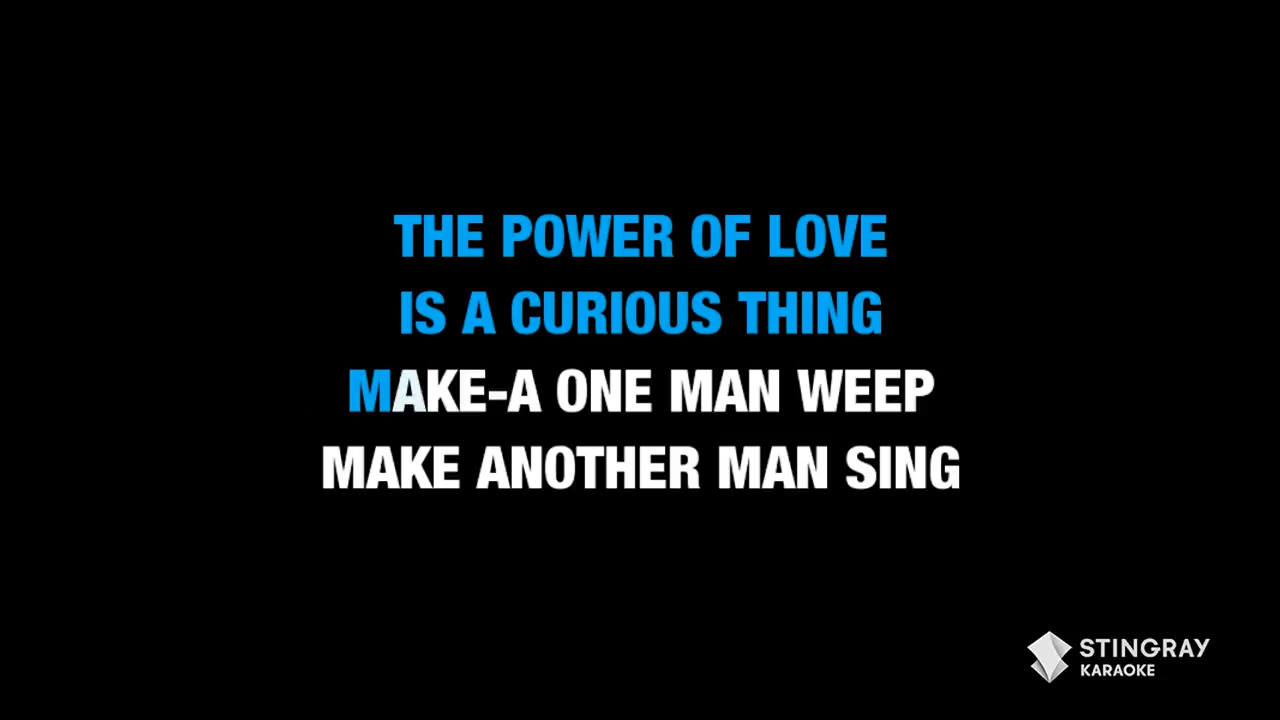 THE POWER OF LOVE
IS A CURIOUS THING
MAKE-A ONE MAN WEEP
MAKE ANOTHER MAN SING
STINGRAY
KARAOKE